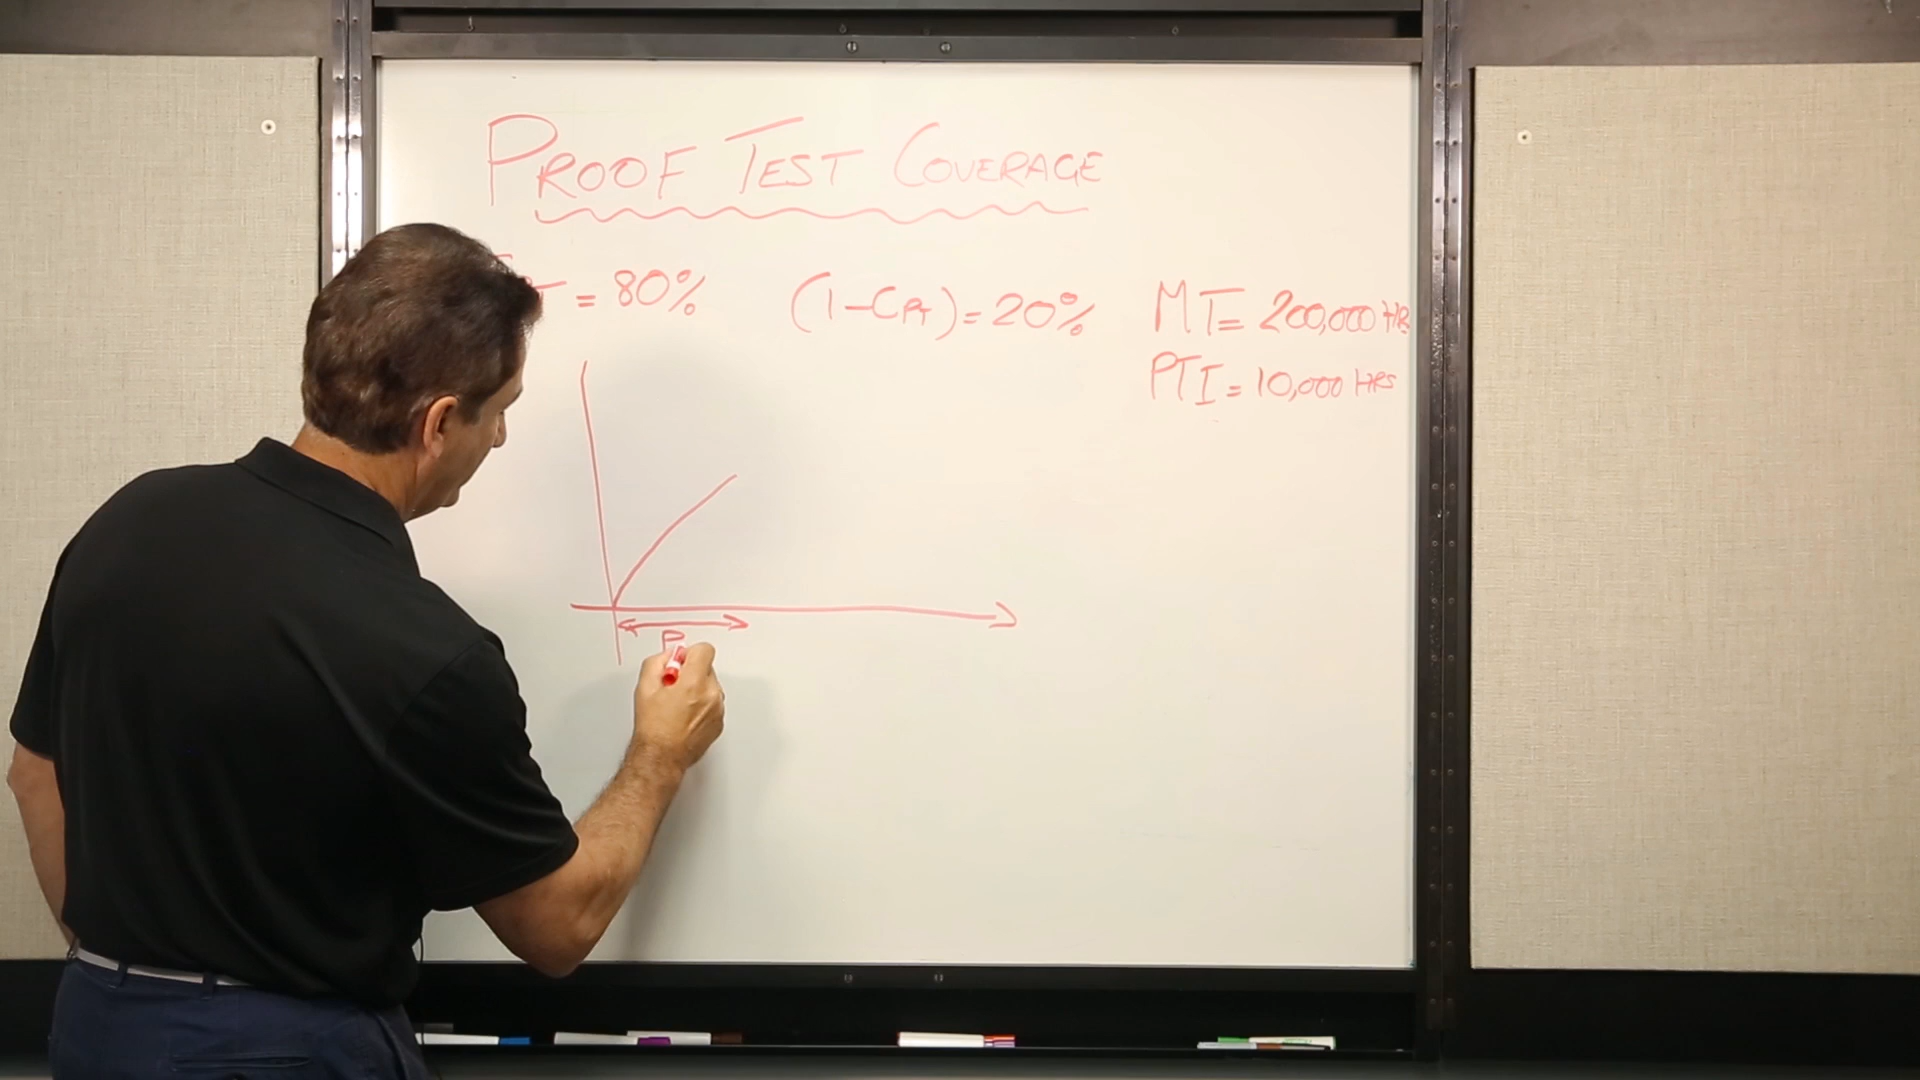 PROOF TEST COVERAGE
= 80% (1-CPT) = 20% MT = 200,000 HRS
PTI = 10,000 HRS
P